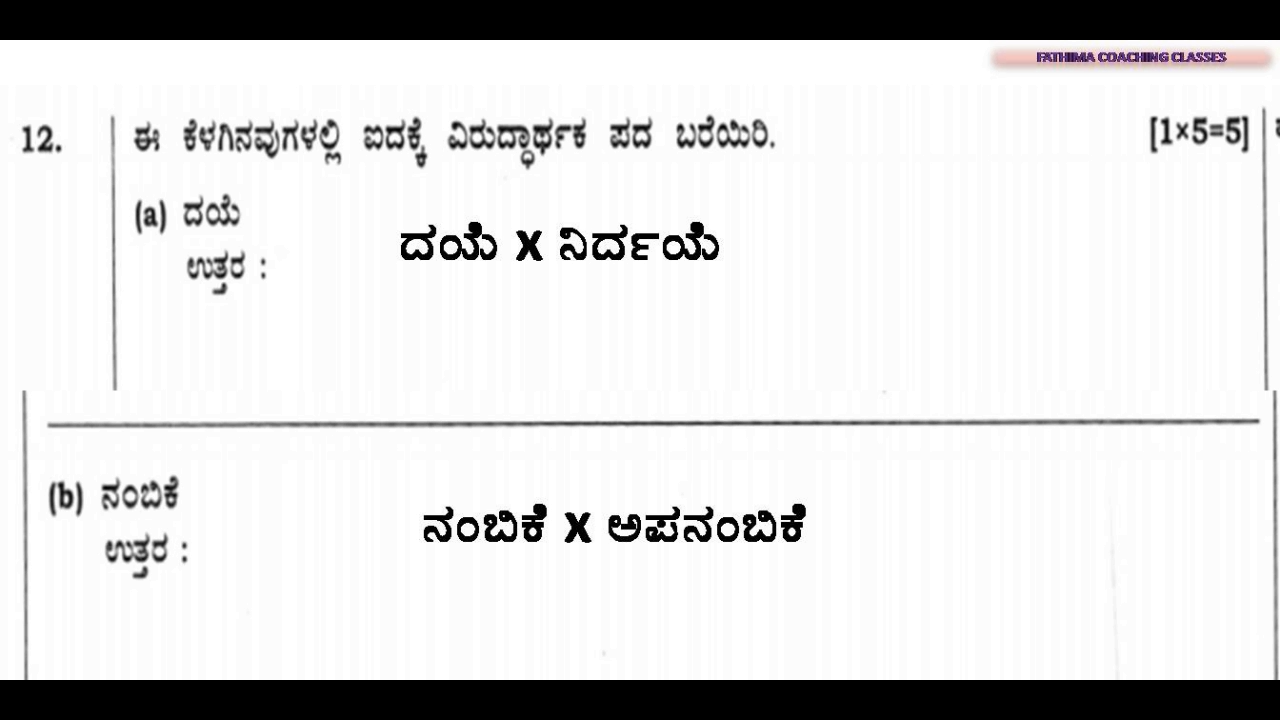 FATHIMA COACHING CLASSES
12. ಈ ಕೆಳಗಿನವುಗಳಲ್ಲಿ ಐದಕ್ಕೆ ವಿರುದ್ಧಾರ್ಥಕ ಪದ ಬರೆಯಿರಿ. [1×5=5]
(a) ದಯೆ
ದಯೆ X ನಿರ್ದಯೆ
ಉತ್ತರ :
(b) ನಂಬಿಕೆ
ನಂಬಿಕೆ X ಅಪನಂಬಿಕೆ
ಉತ್ತರ :